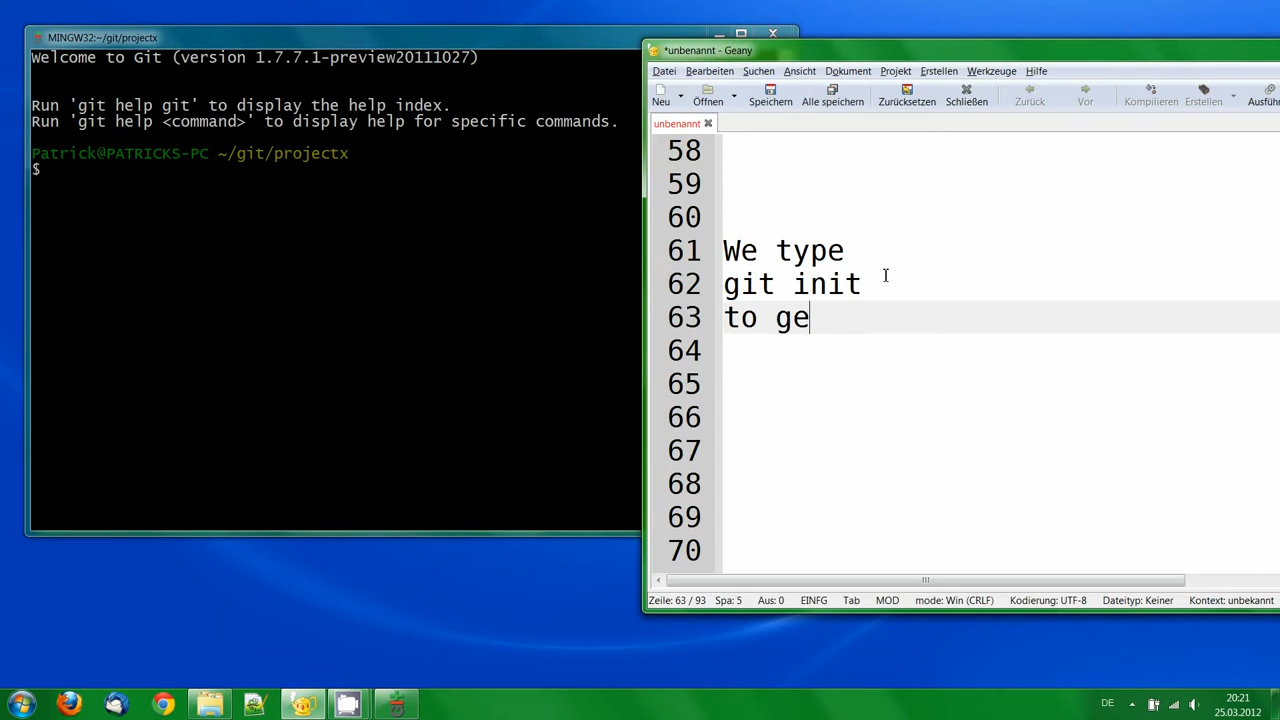 MINGW32:~/git/projectx
Welcome to Git (version 1.7.7.1-preview20111027)
Run 'git help git' to display the help index.
Run 'git help <command>' to display help for specific commands.
Patrick@PATRICKS-PC ~/git/projectx
$
*unbenannt - Geany
Datei Bearbeiten Suchen Ansicht Dokument Projekt Erstellen Werkzeuge Hilfe
Neu Öffnen Speichern Alle speichern Zurücksetzen Schließen Zurück Vor Kompilieren Erstellen
unbenannt
58
59
60
61 We type
62 git init
63 to ge
64
65
66
67
68
69
70
Zeile: 63 / 93 Spa: 5 Aus: 0 EINFG Tab MOD mode: Win (CRLF) Kodierung: UTF-8 Dateityp: Keiner Kontext: unbekannt
DE
20:21
25.03.2012